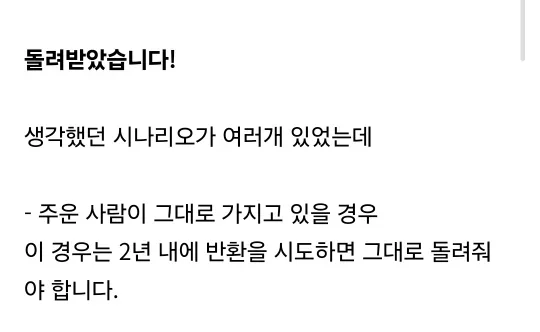 돌려받았습니다!
생각했던 시나리오가 여러개 있었는데
- 주운 사람이 그대로 가지고 있을 경우
이 경우는 2년 내에 반환을 시도하면 그대로 돌려줘
야 합니다.